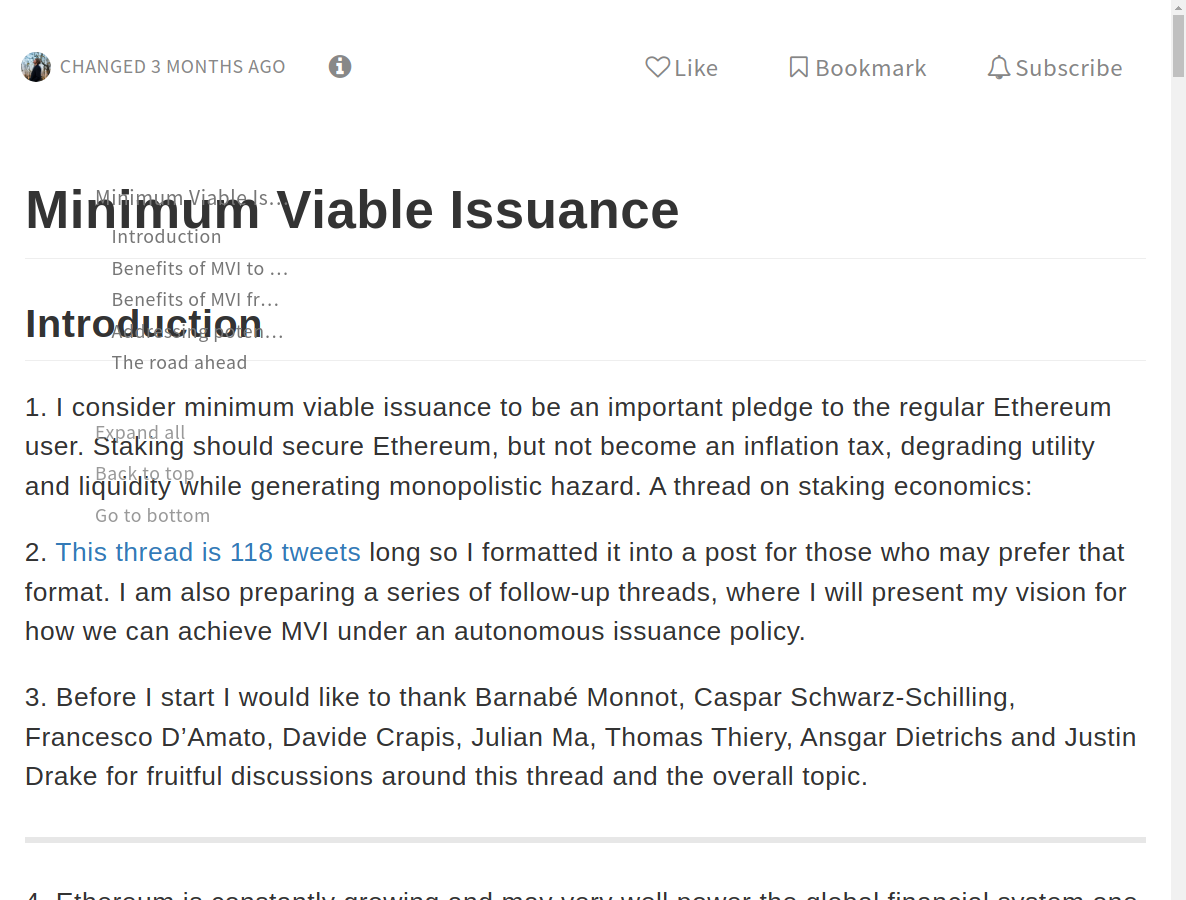 CHANGED 3 MONTHS AGO
Like
Bookmark
Subscribe
Minimum Viable Issuance
Minimum Viable Is…
Introduction
Benefits of MVI to …
Benefits of MVI fr…
Addressing poten…
The road ahead
Expand all
Back to top
Go to bottom
Introduction
1. I consider minimum viable issuance to be an important pledge to the regular Ethereum
user. Staking should secure Ethereum, but not become an inflation tax, degrading utility
and liquidity while generating monopolistic hazard. A thread on staking economics:
2. This thread is 118 tweets long so I formatted it into a post for those who may prefer that
format. I am also preparing a series of follow-up threads, where I will present my vision for
how we can achieve MVI under an autonomous issuance policy.
3. Before I start I would like to thank Barnabé Monnot, Caspar Schwarz-Schilling,
Francesco D’Amato, Davide Crapis, Julian Ma, Thomas Thiery, Ansgar Dietrichs and Justin
Drake for fruitful discussions around this thread and the overall topic.
4. Ethereum is constantly growing and may very well power the global financial system one